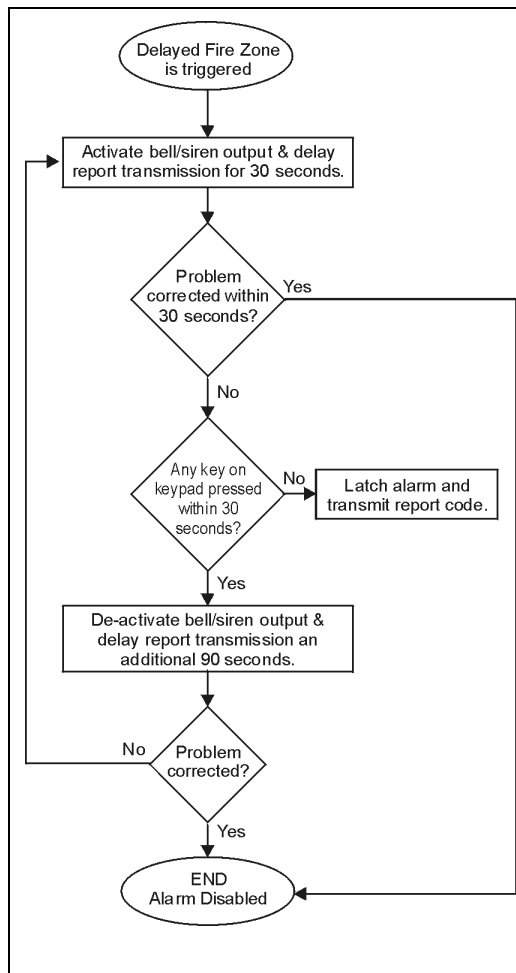 Delayed Fire Zone
is triggered
Activate bell/siren output & delay
report transmission for 30 seconds.
Problem
corrected within
30 seconds?
Yes
No
Any key on
keypad pressed
within 30
seconds?
No
Latch alarm and
transmit report code.
Yes
De-activate bell/siren output &
delay report transmission an
additional 90 seconds.
No
Problem
corrected?
Yes
END
Alarm Disabled